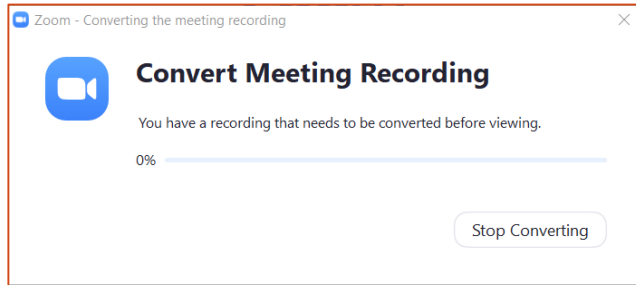 Zoom - Converting the meeting recording
Convert Meeting Recording
You have a recording that needs to be converted before viewing.
0%
Stop Converting